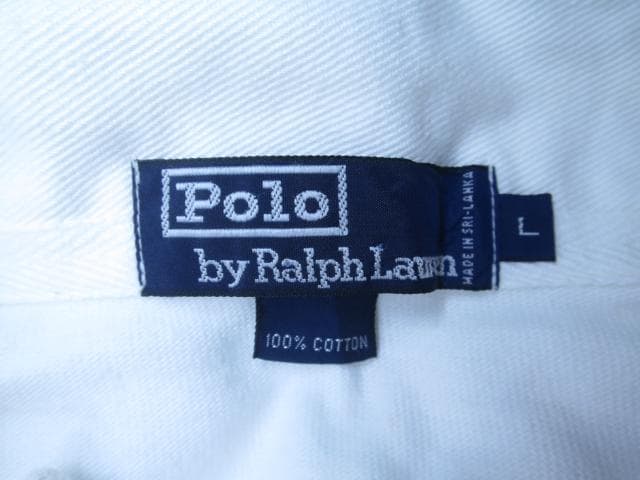 Polo
by Ralph Lauren
MADE IN SRI-LANKA
L
100% COTTON